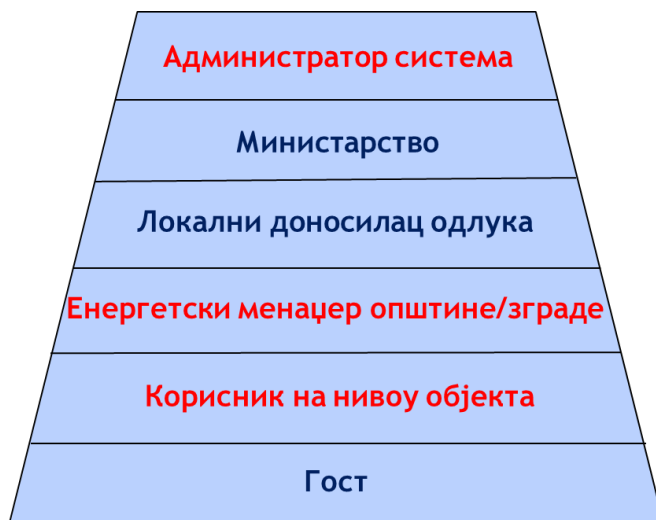 Администратор система
Министарство
Локални доносилац одлука
Енергетски менаџер општине/зграде
Корисник на нивоу објекта
Гост